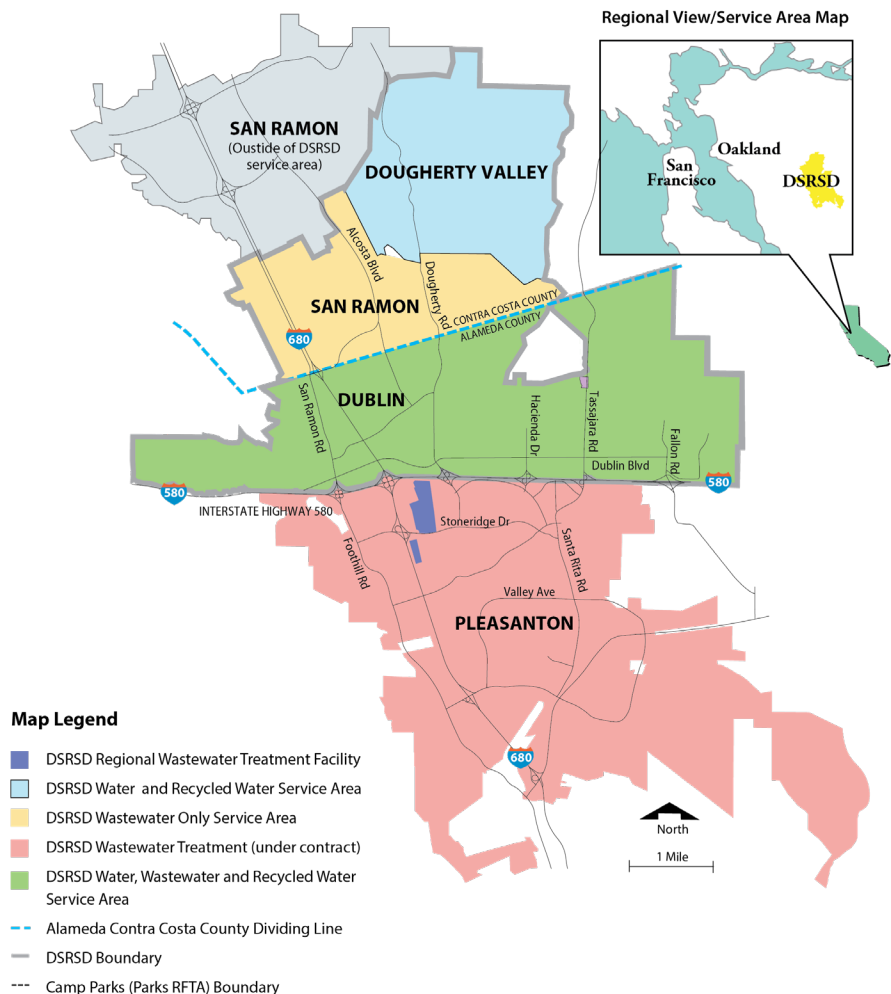 Regional View/Service Area Map
Oakland
San
Francisco
DSRSD
SAN RAMON
(Oustide of DSRSD
service area)
DOUGHERTY VALLEY
Alcosta Blvd
Dougherty Rd
SAN RAMON
CONTRA COSTA COUNTY
ALAMEDA COUNTY
680
DUBLIN
San Ramon Rd
Hacienda Dr
Tassajara Rd
Fallon Rd
Dublin Blvd
580
580
INTERSTATE HIGHWAY 580
Stoneridge Dr
Foothill Rd
Santa Rita Rd
Valley Ave
PLEASANTON
680
North
1 Mile
Map Legend
DSRSD Regional Wastewater Treatment Facility
DSRSD Water and Recycled Water Service Area
DSRSD Wastewater Only Service Area
DSRSD Wastewater Treatment (under contract)
DSRSD Water, Wastewater and Recycled Water
Service Area
Alameda Contra Costa County Dividing Line
DSRSD Boundary
Camp Parks (Parks RFTA) Boundary